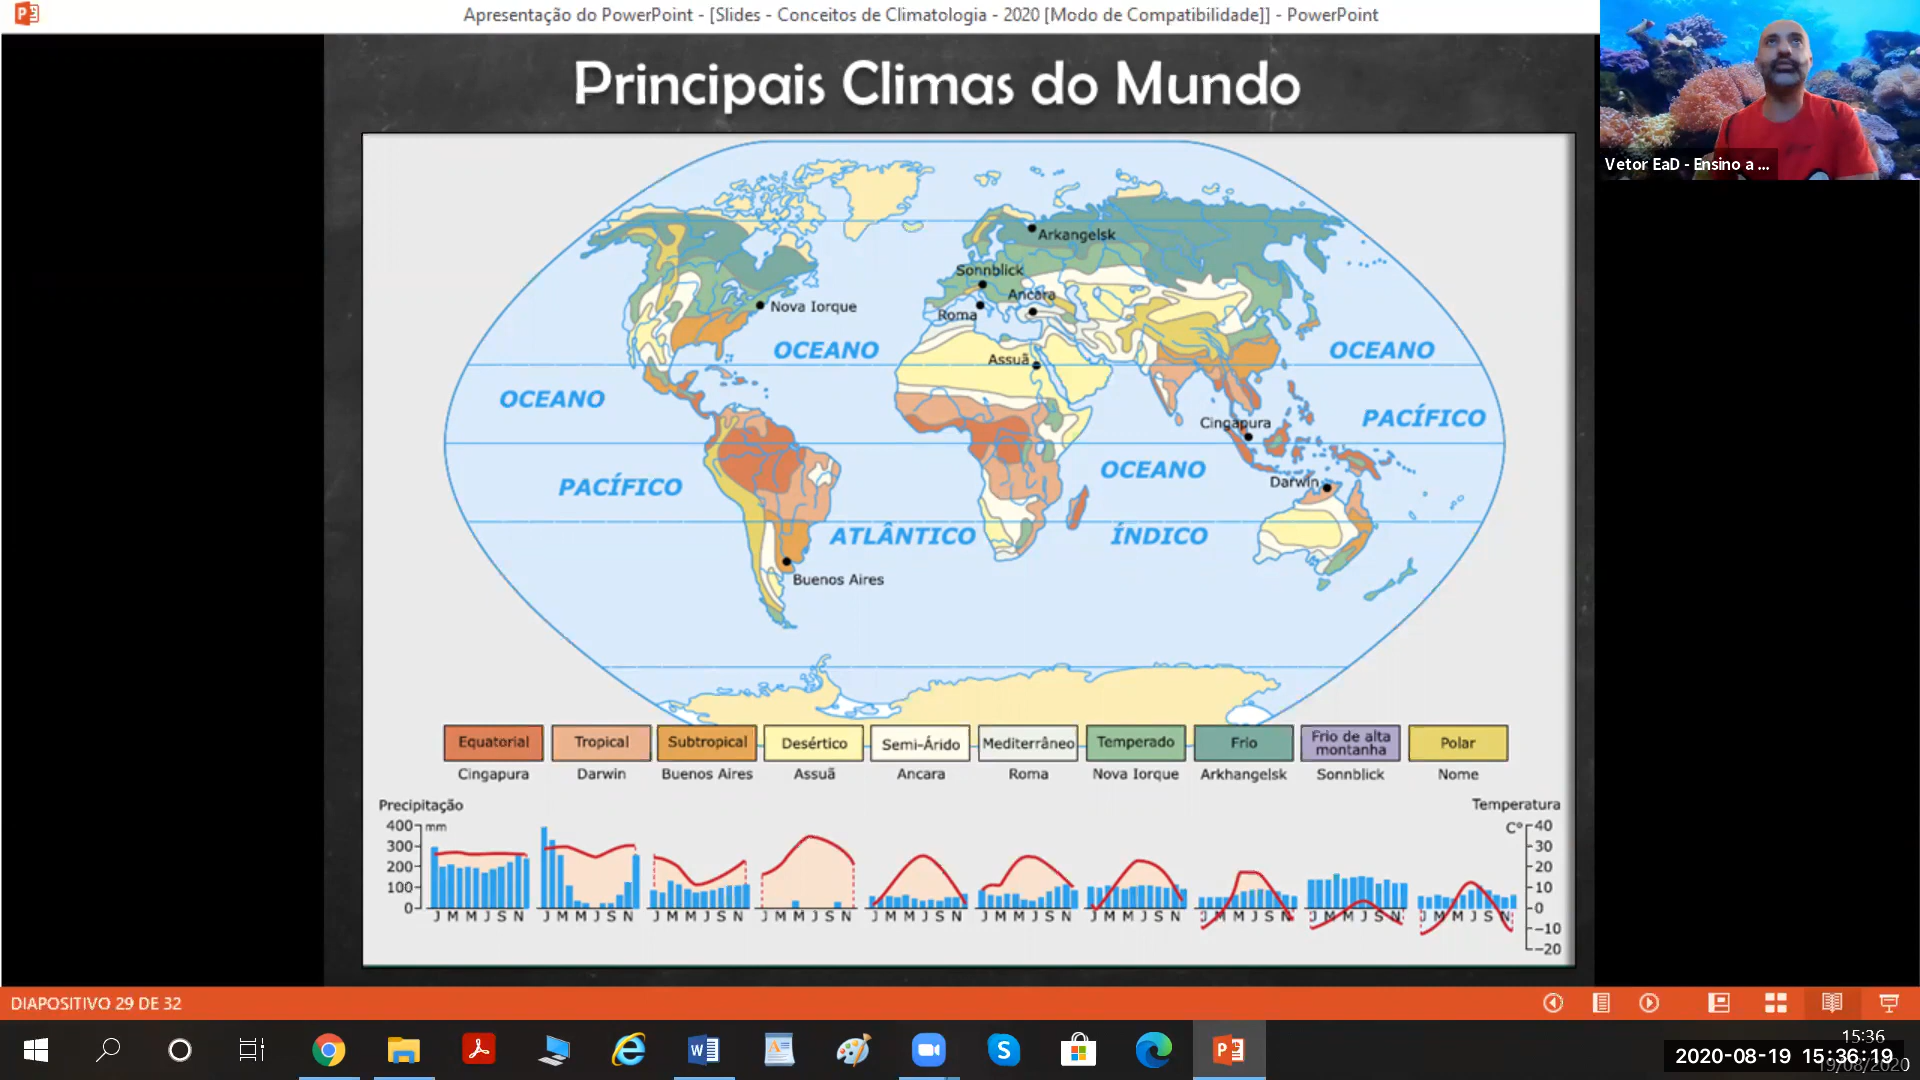 Apresentação do PowerPoint - [Slides - Conceitos de Climatologia - 2020 [Modo de Compatibilidade]] - PowerPoint
Vetor EaD - Ensino a ...
Principais Climas do Mundo
Arkangelsk
Sonnblick
Ancara
Nova Iorque
Roma
OCEANO
OCEANO
Assuã
OCEANO
PACÍFICO
Cingapura
OCEANO
PACÍFICO
Darwin
ATLÂNTICO
ÍNDICO
Buenos Aires
Equatorial Tropical Subtropical Desértico Semi-Árido Mediterrâneo Temperado Frio Frio de alta montanha Polar
Cingapura Darwin Buenos Aires Assuã Ancara Roma Nova Iorque Arkhangelsk Sonnblick Nome
Precipitação
Temperatura
400 mm
300
200
100
0
C° 40
30
20
10
0
-10
-20
J M M J S N J M M J S N J M M J S N J M M J S N J M M J S N J M M J S N J M M J S N J M M J S N J M M J S N J M M J S N
DIAPOSITIVO 29 DE 32
15:36
2020-08-19 15:36:19
19/08/2020